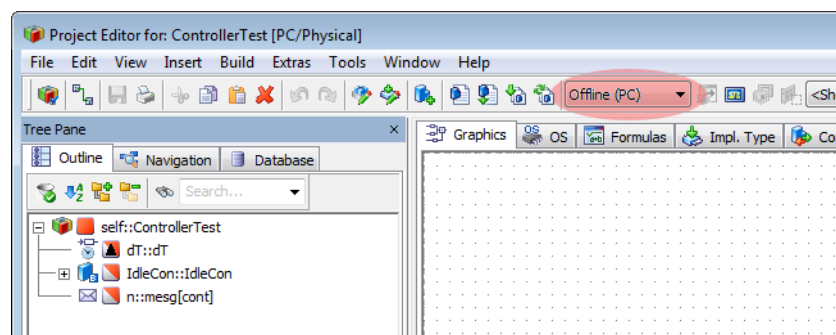 Project Editor for: ControllerTest [PC/Physical]
File Edit View Insert Build Extras Tools Window Help
Offline (PC) <Sh
Tree Pane ×
Graphics OS Formulas Impl. Type Co
Outline Navigation Database
Search...
self::ControllerTest
dT::dT
IdleCon::IdleCon
n::mesg[cont]